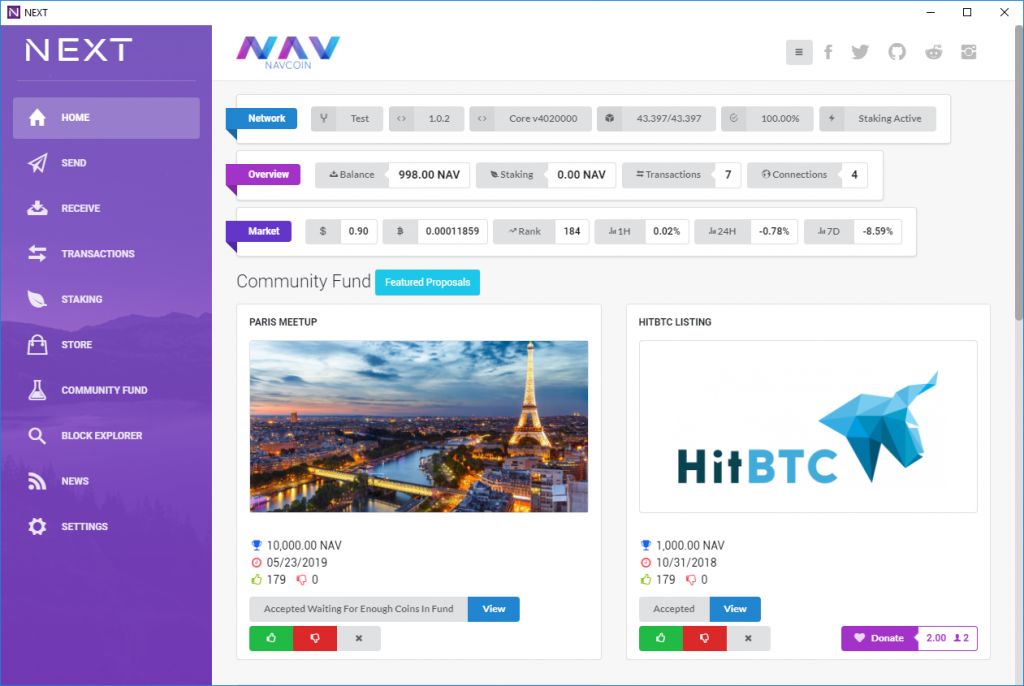 NEXT
NEXT
HOME
SEND
RECEIVE
TRANSACTIONS
STAKING
STORE
COMMUNITY FUND
BLOCK EXPLORER
NEWS
SETTINGS
NAV
NAVCOIN
Network Test 1.0.2 Core v4020000 43.397/43.397 100.00% Staking Active
Overview Balance 998.00 NAV Staking 0.00 NAV Transactions 7 Connections 4
Market $ 0.90 0.00011859 Rank 184 1H 0.02% 24H -0.78% 7D -8.59%
Community Fund Featured Proposals
PARIS MEETUP
10,000.00 NAV
05/23/2019
179 0
Accepted Waiting For Enough Coins In Fund View
HITBTC LISTING
HitBTC
1,000.00 NAV
10/31/2018
179 0
Accepted View
Donate 2.00 2